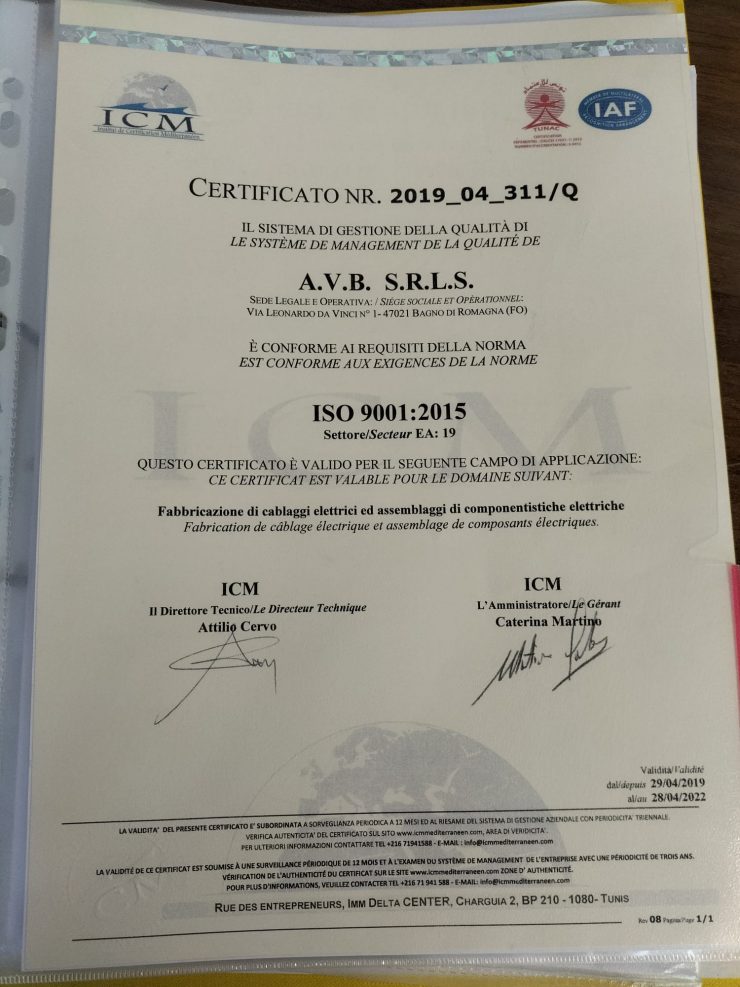 ICM
Institut de Certification Méditerranéen
TUNAC
MEMBER OF MULTILATERAL
IAF
RECOGNITION ARRANGEMENT
CERTIFICATO NR. 2019_04_311/Q
IL SISTEMA DI GESTIONE DELLA QUALITÀ DI
LE SYSTÈME DE MANAGEMENT DE LA QUALITÉ DE
A.V.B. S.R.L.S.
SEDE LEGALE E OPERATIVA: / SIÈGE SOCIALE ET OPÉRATIONNEL:
VIA LEONARDO DA VINCI N° 1- 47021 BAGNO DI ROMAGNA (FO)
È CONFORME AI REQUISITI DELLA NORMA
EST CONFORME AUX EXIGENCES DE LA NORME
ICM
ISO 9001:2015
Settore/Secteur EA: 19
QUESTO CERTIFICATO È VALIDO PER IL SEGUENTE CAMPO DI APPLICAZIONE:
CE CERTIFICAT EST VALABLE POUR LE DOMAINE SUIVANT:
Fabbricazione di cablaggi elettrici ed assemblaggi di componentistiche elettriche
Fabrication de câblage électrique et assemblage de composants électriques.
ICM
Il Direttore Tecnico/Le Directeur Technique
Attilio Cervo
ICM
L'Amministratore/Le Gérant
Caterina Martino
Validità/Validité
dal/depuis 29/04/2019
al/au 28/04/2022
LA VALIDITA' DEL PRESENTE CERTIFICATO E' SUBORDINATA A SORVEGLIANZA PERIODICA A 12 MESI ED AL RIESAME DEL SISTEMA DI GESTIONE AZIENDALE CON PERIODICITA' TRIENNALE.
VERIFICA AUTENTICITA' DEL CERTIFICATO SUL SITO www.icmmediterraneen.com, AREA DI VERIDICITA'.
PER ULTERIORI INFORMAZIONI CONTATTARE TEL +216 71941588 - E-MAIL : info@icmmediterraneen.com
LA VALIDITÉ DE CE CERTIFICAT EST SOUMISE À UNE SURVEILLANCE PÉRIODIQUE DE 12 MOIS ET À L'EXAMEN DU SYSTÈME DE MANAGEMENT DE L'ENTREPRISE AVEC UNE PÉRIODICITÉ DE TROIS ANS.
VÉRIFICATION DE L'AUTHENTICITÉ DU CERTIFICAT SUR LE SITE www.icmmediterraneen.com ZONE D' AUTHENTICITÉ.
POUR PLUS D'INFORMATIONS, VEUILLEZ CONTACTER TEL +216 71 941 588 - E-MAIL: info@icmmediterraneen.com
RUE DES ENTREPRENEURS, IMM DELTA CENTER, CHARGUIA 2, BP 210 - 1080- TUNIS
Rev 08 Pagina/Page 1/1